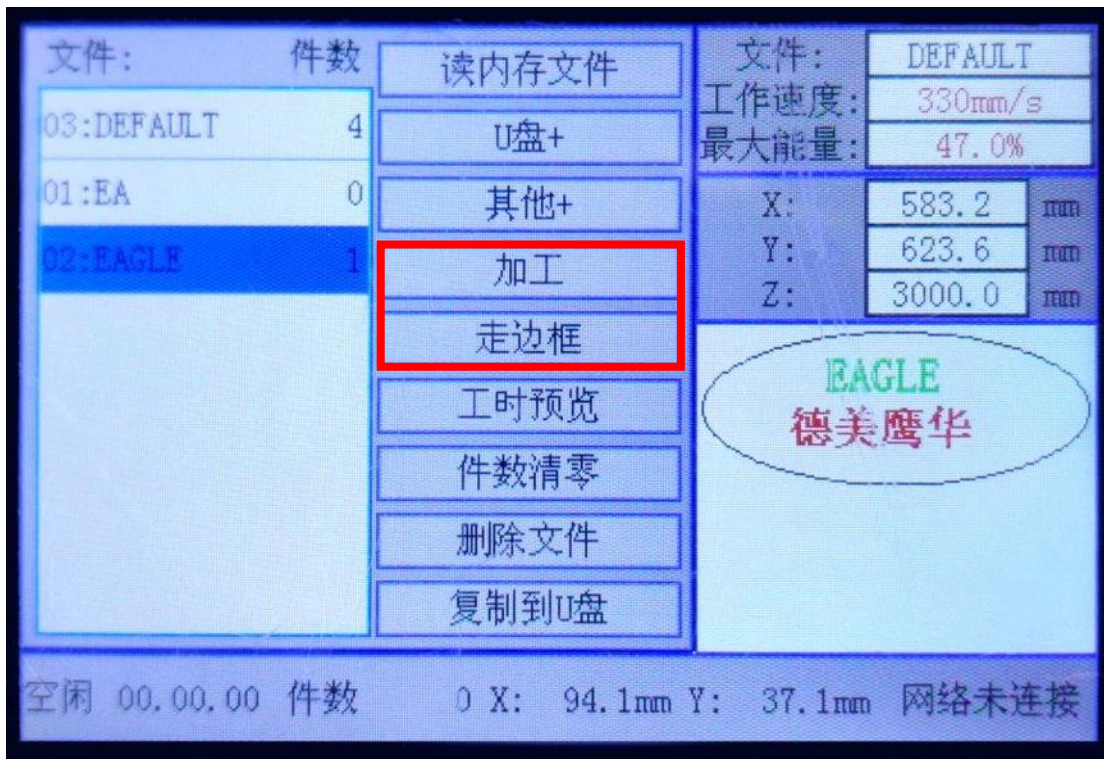 文件: 件数
03:DEFAULT 4
01:EA 0
02:EAGLE 1
读内存文件
U盘+
其他+
加工
走边框
工时预览
件数清零
删除文件
复制到U盘
文件: DEFAULT
工作速度: 330mm/s
最大能量: 47.0%
X: 583.2 mm
Y: 623.6 mm
Z: 3000.0 mm
EAGLE
德美鹰华
空闲 00.00.00 件数 0 X: 94.1mm Y: 37.1mm 网络未连接